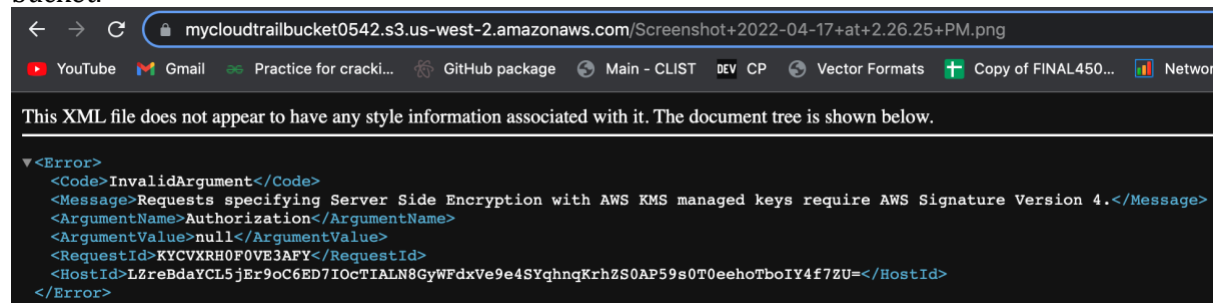 bucket.
mycloudtrailbucket0542.s3.us-west-2.amazonaws.com/Screenshot+2022-04-17+at+2.26.25+PM.png
YouTube Gmail Practice for cracki... GitHub package Main - CLIST DEV CP Vector Formats Copy of FINAL450... Networ
This XML file does not appear to have any style information associated with it. The document tree is shown below.
▼<Error>
<Code>InvalidArgument</Code>
<Message>Requests specifying Server Side Encryption with AWS KMS managed keys require AWS Signature Version 4.</Message>
<ArgumentName>Authorization</ArgumentName>
<ArgumentValue>null</ArgumentValue>
<RequestId>KYCVXRH0F0VE3AFY</RequestId>
<HostId>LZreBdaYCL5jEr9oC6ED7IOcTIALN8GyWFdxVe9e4SYqhnqKrhZS0AP59s0T0eehoTboIY4f7ZU=</HostId>
</Error>